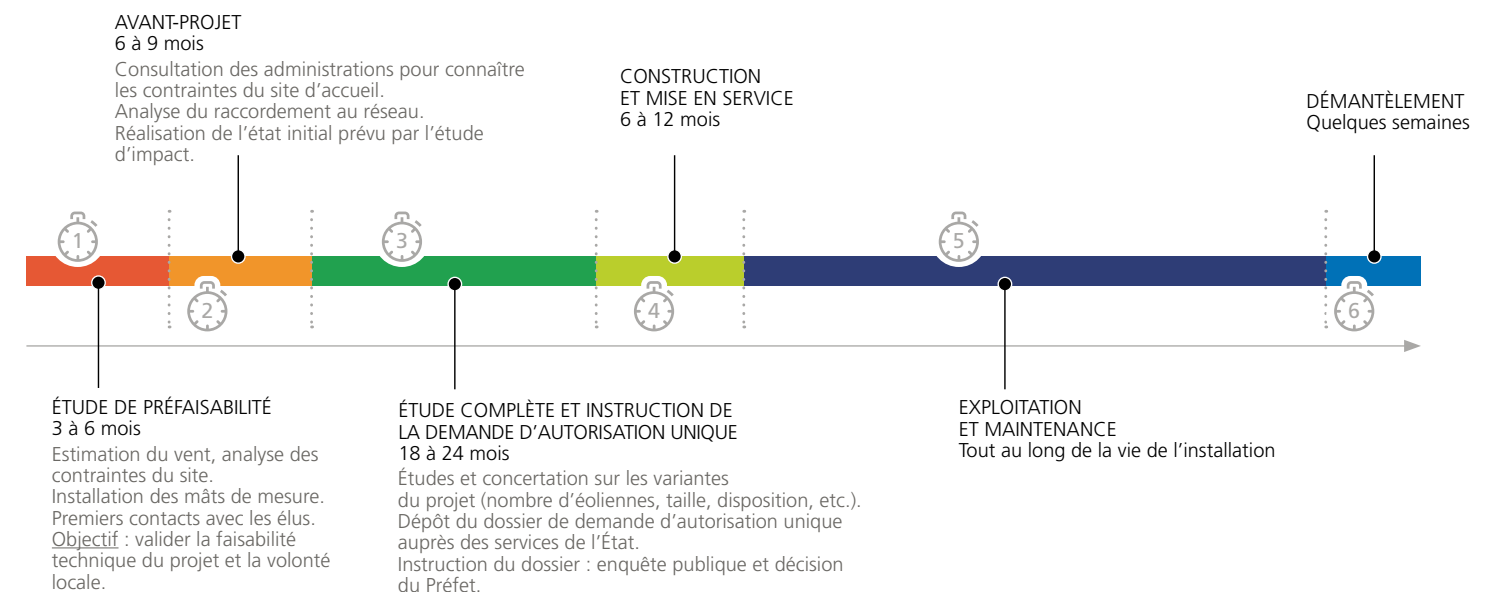 AVANT-PROJET
6 à 9 mois
Consultation des administrations pour connaître
les contraintes du site d’accueil.
Analyse du raccordement au réseau.
Réalisation de l’état initial prévu par l’étude
d’impact.
CONSTRUCTION
ET MISE EN SERVICE
6 à 12 mois
DÉMANTÈLEMENT
Quelques semaines
1
2
3
4
5
6
ÉTUDE DE PRÉFAISABILITÉ
3 à 6 mois
Estimation du vent, analyse des
contraintes du site.
Installation des mâts de mesure.
Premiers contacts avec les élus.
Objectif : valider la faisabilité
technique du projet et la volonté
locale.
ÉTUDE COMPLÈTE ET INSTRUCTION DE
LA DEMANDE D’AUTORISATION UNIQUE
18 à 24 mois
Études et concertation sur les variantes
du projet (nombre d’éoliennes, taille, disposition, etc.).
Dépôt du dossier de demande d’autorisation unique
auprès des services de l’État.
Instruction du dossier : enquête publique et décision
du Préfet.
EXPLOITATION
ET MAINTENANCE
Tout au long de la vie de l’installation